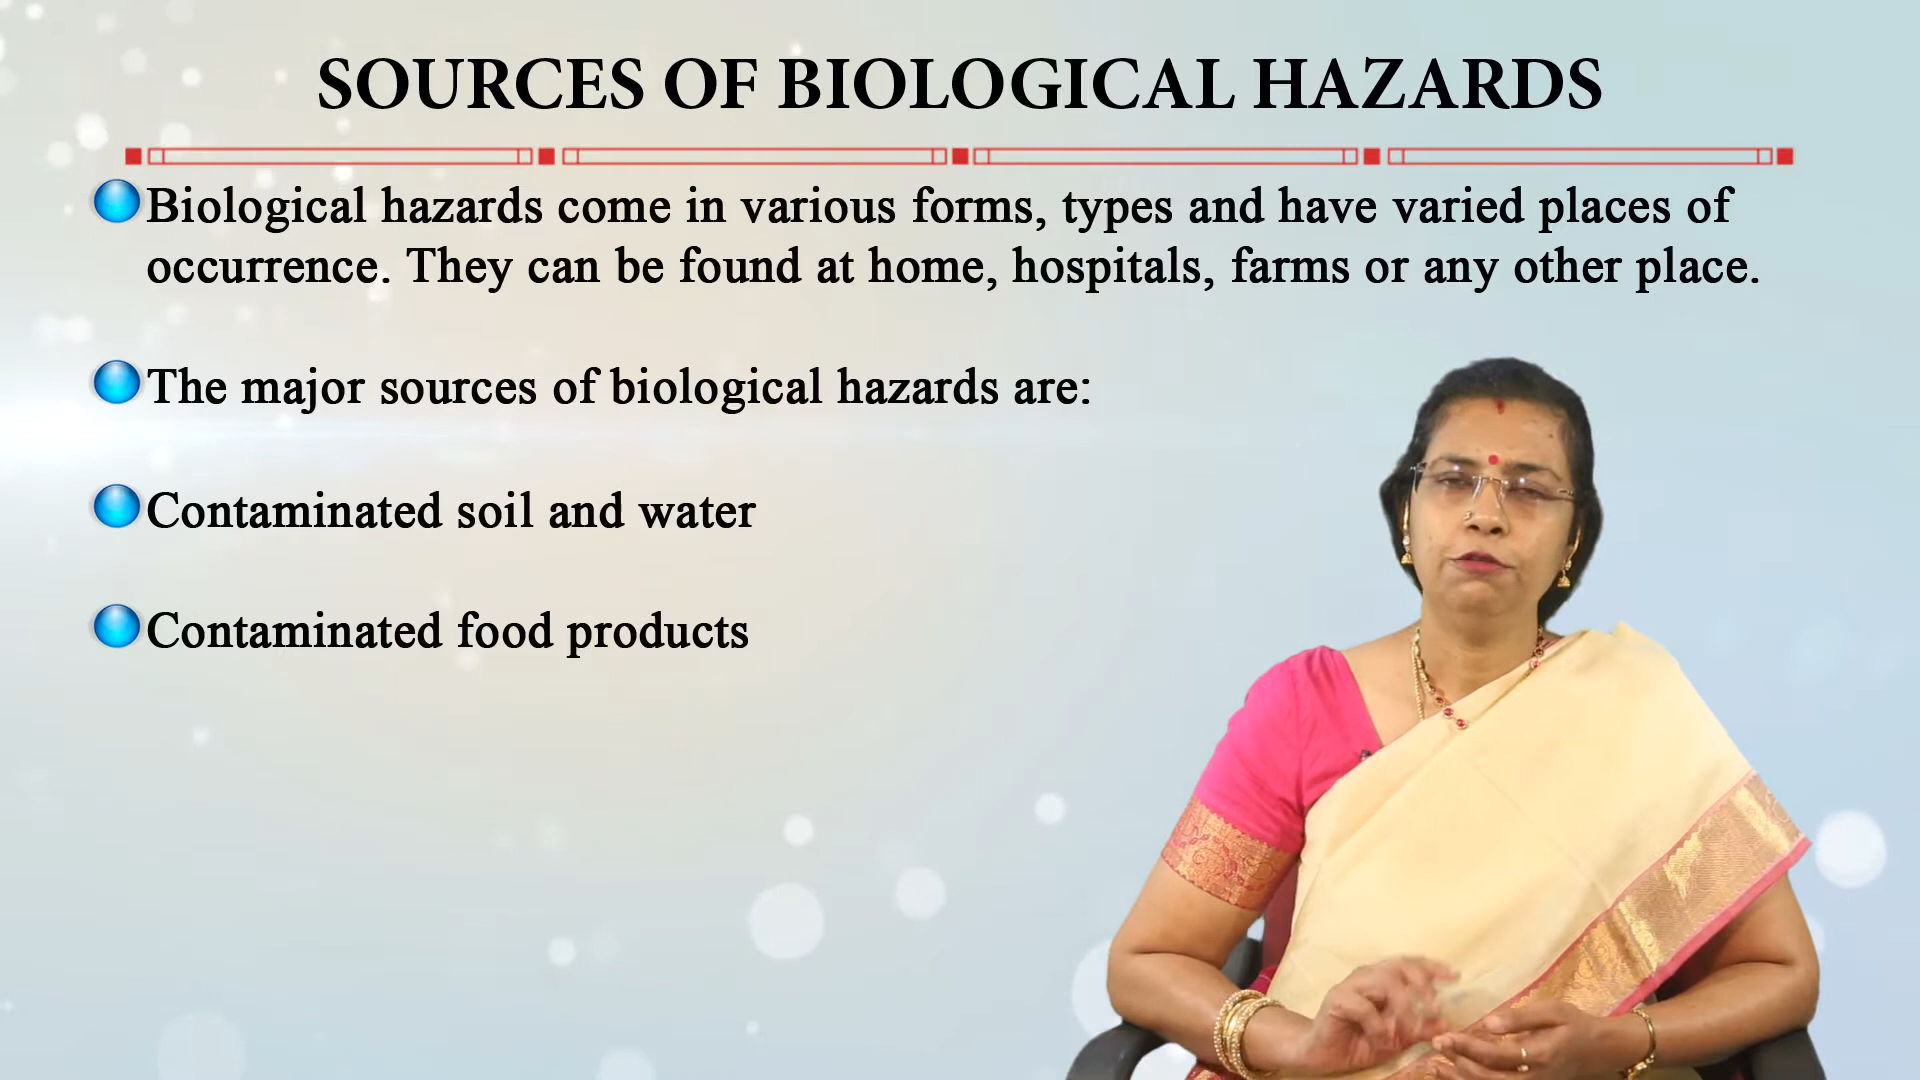 SOURCES OF BIOLOGICAL HAZARDS
Biological hazards come in various forms, types and have varied places of
occurrence. They can be found at home, hospitals, farms or any other place.
The major sources of biological hazards are:
Contaminated soil and water
Contaminated food products